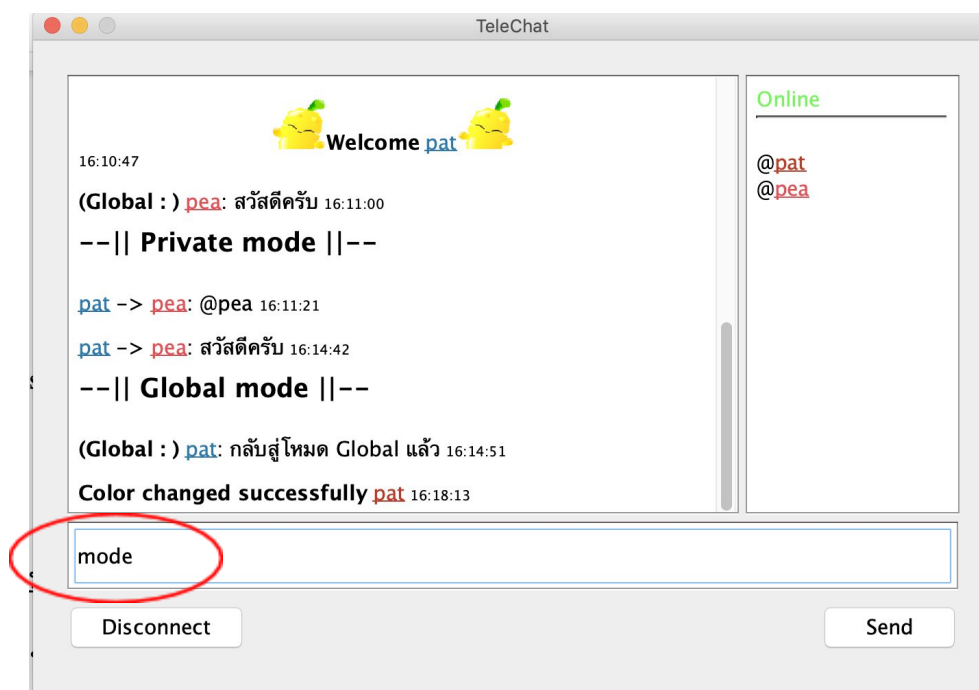 TeleChat
Welcome pat
16:10:47
(Global : ) pea: สวัสดีครับ 16:11:00
--|| Private mode ||--
pat -> pea: @pea 16:11:21
pat -> pea: สวัสดีครับ 16:14:42
--|| Global mode ||--
(Global : ) pat: กลับสู่โหมด Global แล้ว 16:14:51
Color changed successfully pat 16:18:13
Online
@pat
@pea
mode
Disconnect
Send